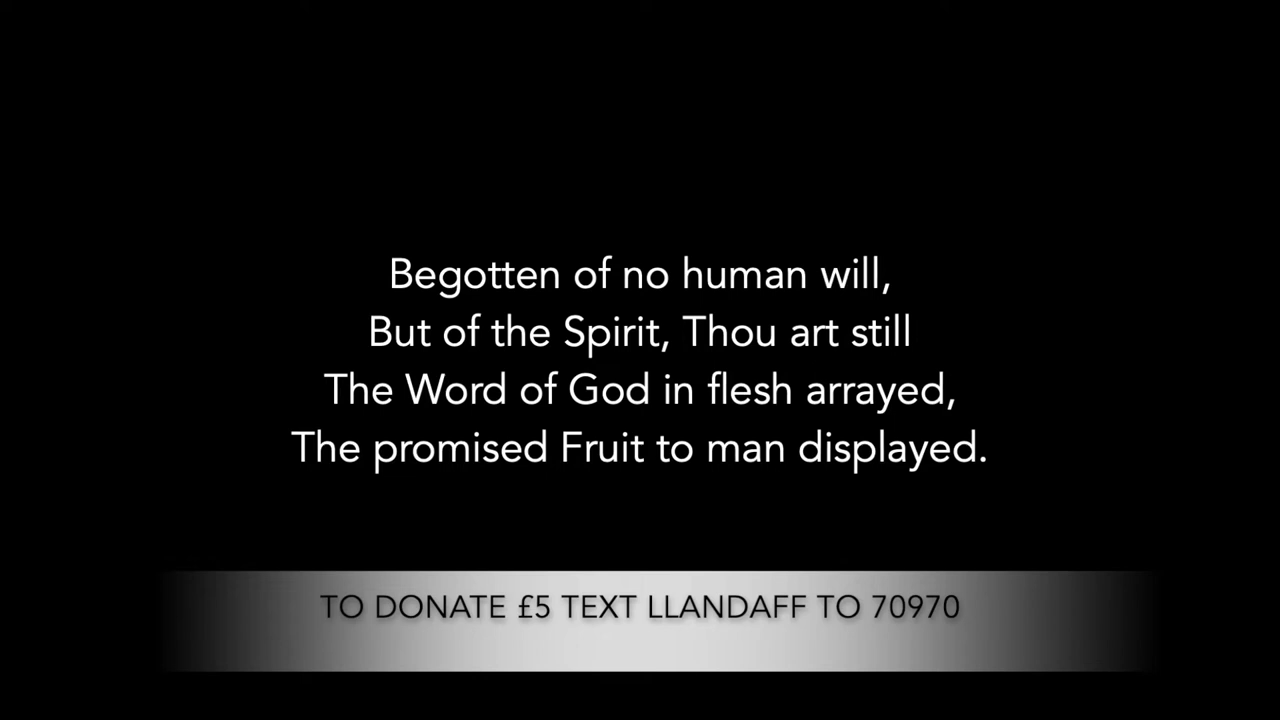 Begotten of no human will,
But of the Spirit, Thou art still
The Word of God in flesh arrayed,
The promised Fruit to man displayed.
TO DONATE £5 TEXT LLANDAFF TO 70970